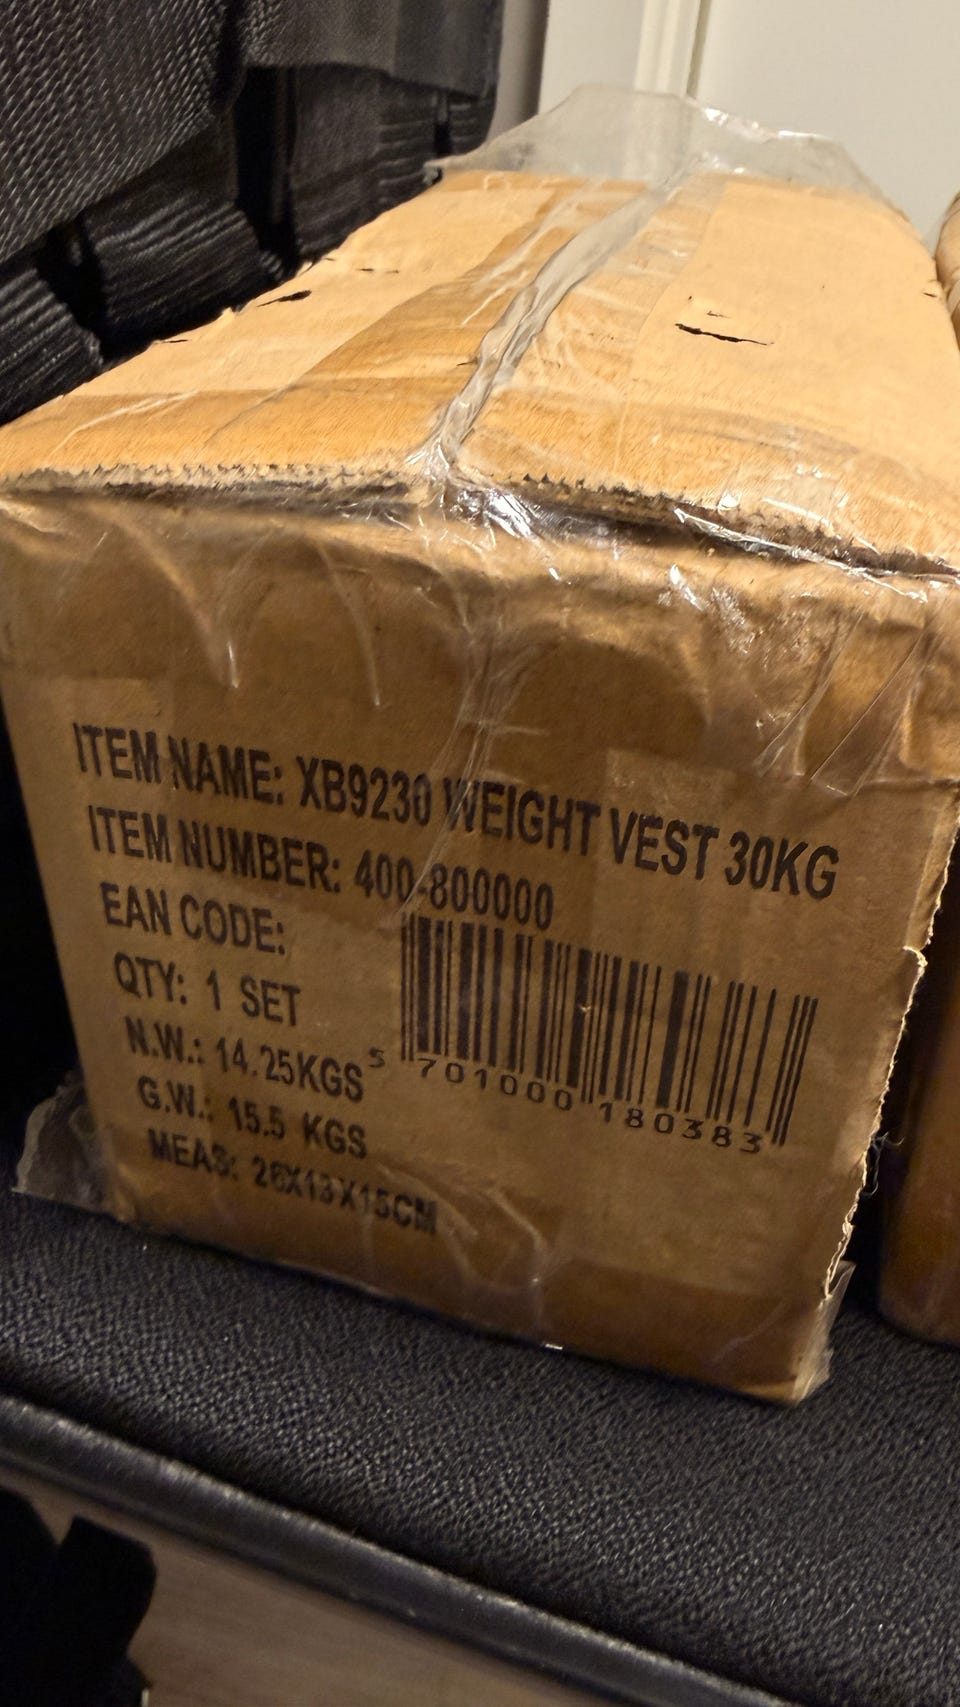 ITEM NAME: XB9230 WEIGHT VEST 30KG
ITEM NUMBER: 400-800000
EAN CODE:
QTY: 1 SET
N.W.: 14.25KGS
G.W.: 15.5 KGS
MEAS: 26X13X15CM
5 701000 180383